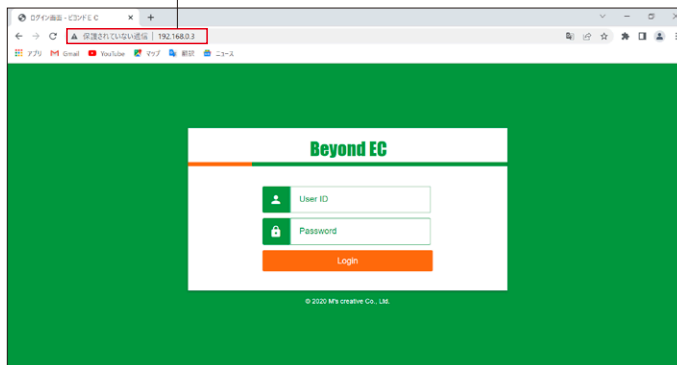 ログイン画面 - ビヨンドEC
保護されていない通信 | 192.168.0.3
アプリ Email YouTube マップ 翻訳 ニュース
Beyond EC
User ID
Password
Login
© 2020 M's creative Co., Ltd.